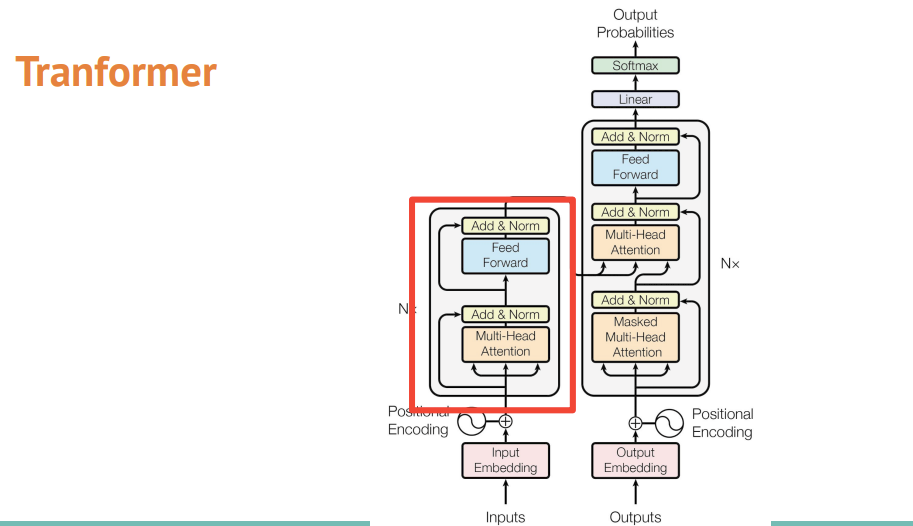 Tranformer
Output
Probabilities
Softmax
Linear
Add & Norm
Feed
Forward
Add & Norm
Multi-Head
Attention
Nx
Add & Norm
Masked
Multi-Head
Attention
Positional
Encoding
Output
Embedding
Outputs
Add & Norm
Feed
Forward
Nx
Add & Norm
Multi-Head
Attention
Positional
Encoding
Input
Embedding
Inputs